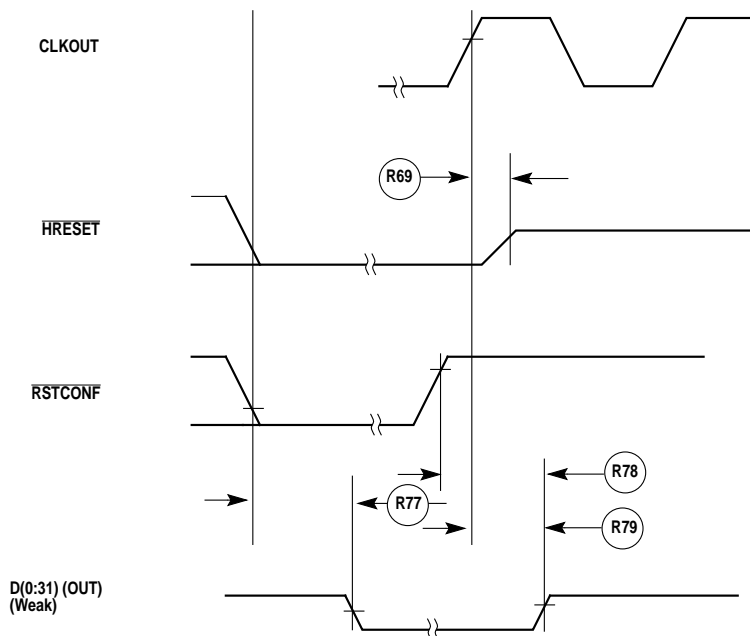 CLKOUT
R69
HRESET
RSTCONF
R78
R77
R79
D(0:31) (OUT)
(Weak)